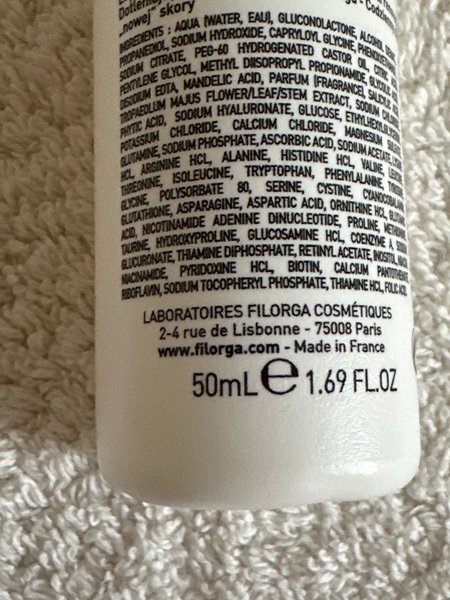 „nowej" skóry
INGREDIENTS : AQUA (WATER, EAU), GLUCONOLACTONE, ALCOHOL
PROPANEDIOL, SODIUM HYDROXIDE, CAPRYLOYL GLYCINE,
SODIUM CITRATE, PEG-60 HYDROGENATED CASTOR OIL, CITRIC
PENTYLENE GLYCOL, METHYL DIISOPROPYL PROPIONAMIDE, GLYCOLIC
DISODIUM EDTA, MANDELIC ACID, PARFUM (FRAGRANCE), SALICYLIC
TROPAEOLUM MAJUS FLOWER/LEAF/STEM EXTRACT, SODIUM
PHYTIC ACID, SODIUM HYALURONATE, GLUCOSE,
POTASSIUM CHLORIDE, CALCIUM CHLORIDE, MAGNESIUM
GLUTAMINE, SODIUM PHOSPHATE, ASCORBIC ACID, SODIUM ACETATE,
HCL, ARGININE HCL, ALANINE, HISTIDINE HCL, VALINE,
THREONINE, ISOLEUCINE, TRYPTOPHAN, PHENYLALANINE,
GLYCINE, POLYSORBATE 80, SERINE, CYSTINE,
GLUTATHIONE, ASPARAGINE, ASPARTIC ACID, ORNITHINE HCL,
ACID, NICOTINAMIDE ADENINE DINUCLEOTIDE, PROLINE,
TAURINE, HYDROXYPROLINE, GLUCOSAMINE HCL, COENZYME A, SODIUM
GLUCURONATE, THIAMINE DIPHOSPHATE, RETINYL ACETATE, INOSITOL,
NIACINAMIDE, PYRIDOXINE HCL, BIOTIN, CALCIUM
RIBOFLAVIN, SODIUM TOCOPHERYL PHOSPHATE, THIAMINE HCL, FOLIC
LABORATOIRES FILORGA COSMÉTIQUES
2-4 rue de Lisbonne - 75008 Paris
www.filorga.com - Made in France
50mL e 1.69 FL.OZ